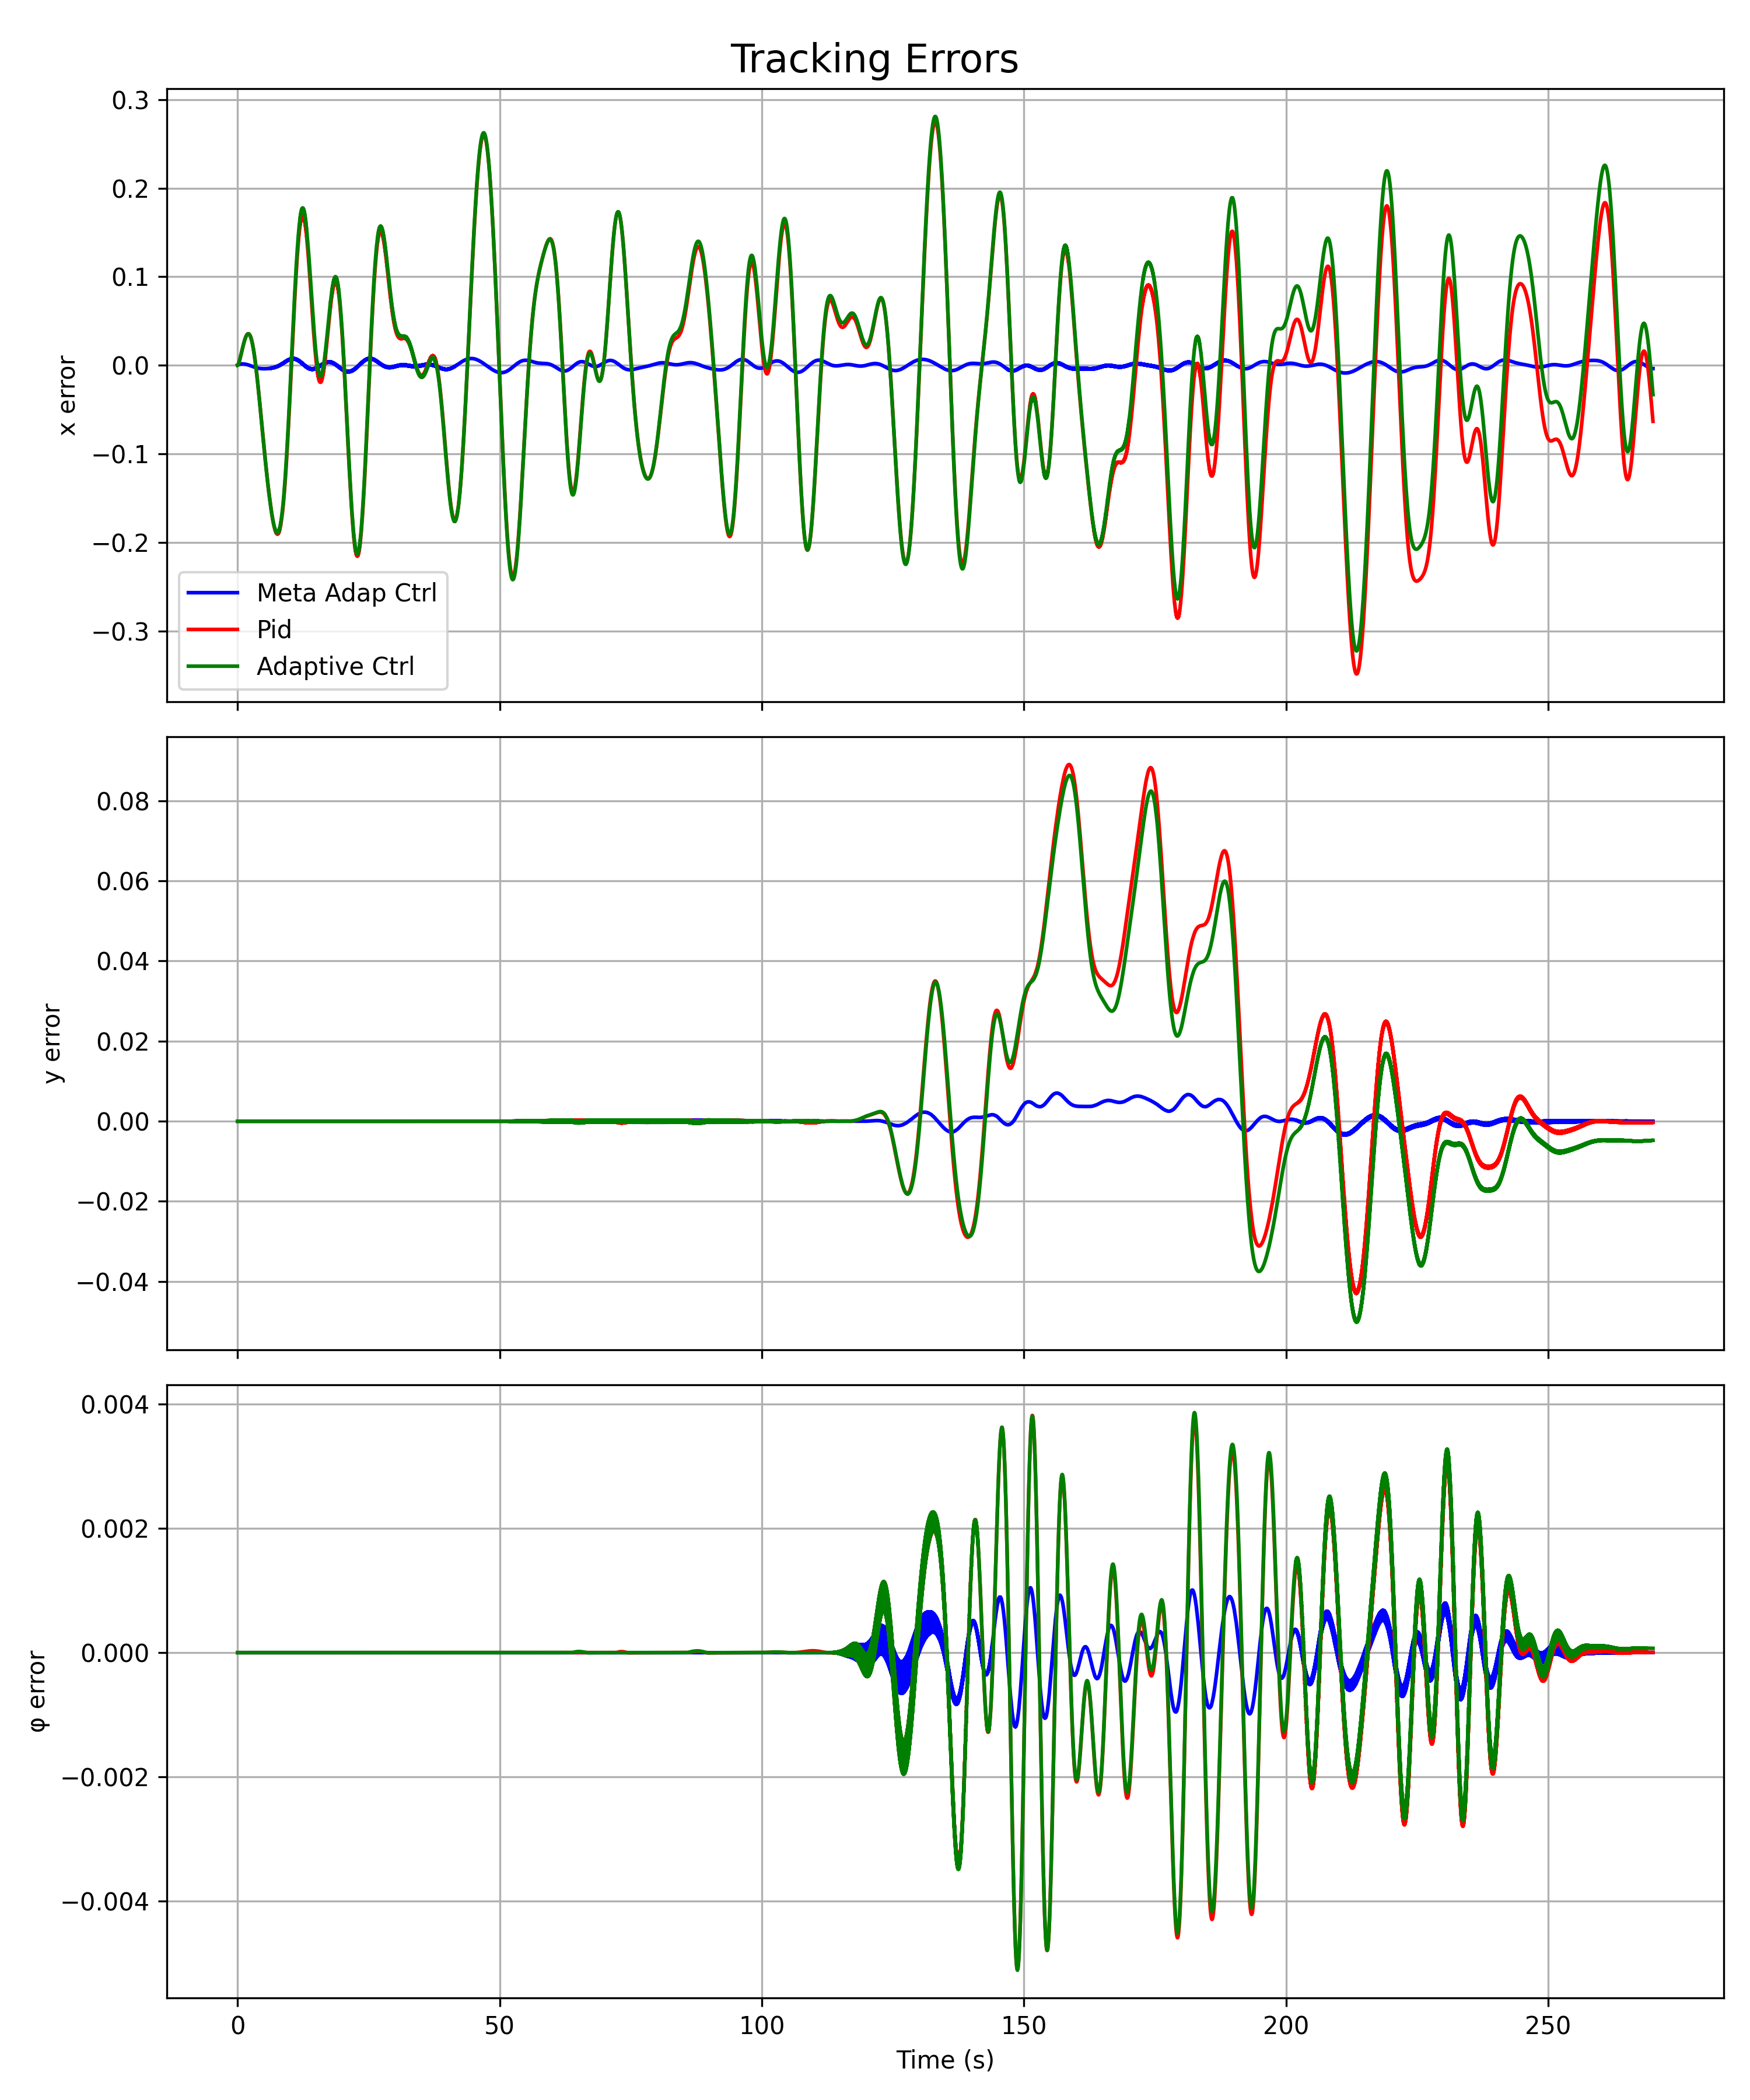 Tracking Errors
0.3
0.2
0.1
0.0
−0.1
−0.2
−0.3
x error
Meta Adap Ctrl
Pid
Adaptive Ctrl
0.08
0.06
0.04
0.02
0.00
−0.02
−0.04
y error
0.004
0.002
0.000
−0.002
−0.004
φ error
0 50 100 150 200 250
Time (s)